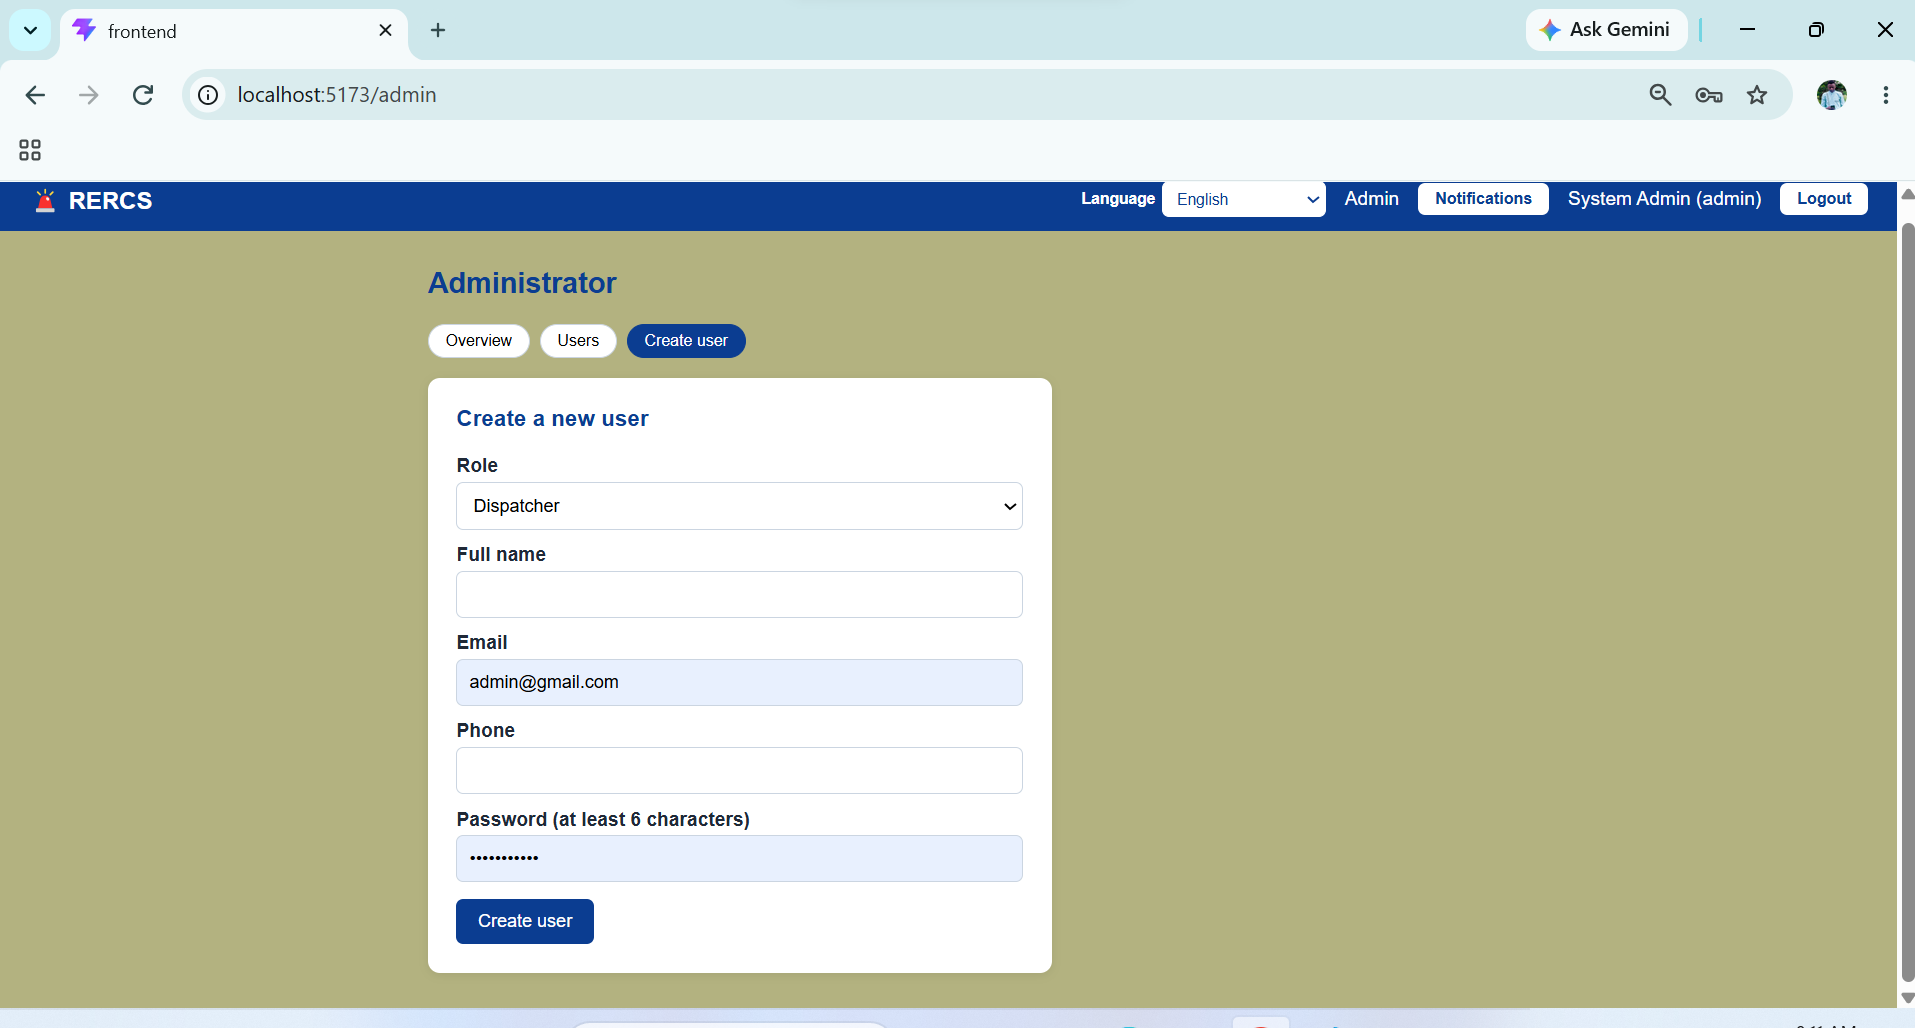 frontend
Ask Gemini
localhost:5173/admin
RERCS
Language
English
Admin
Notifications
System Admin (admin)
Logout
Administrator
Overview
Users
Create user
Create a new user
Role
Dispatcher
Full name
Email
admin@gmail.com
Phone
Password (at least 6 characters)
•••••••••••
Create user